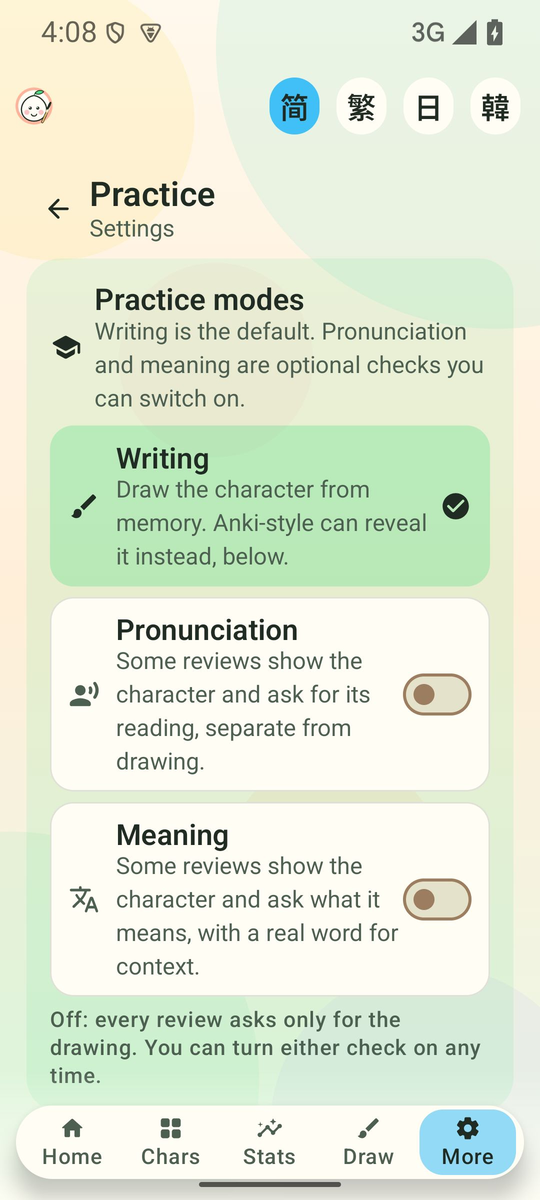 4:08
3G
简 繁 日 韓
Practice
Settings
Practice modes
Writing is the default. Pronunciation
and meaning are optional checks you
can switch on.
Writing
Draw the character from
memory. Anki-style can reveal
it instead, below.
Pronunciation
Some reviews show the
character and ask for its
reading, separate from
drawing.
Meaning
Some reviews show the
character and ask what it
means, with a real word for
context.
Off: every review asks only for the
drawing. You can turn either check on any
time.
Home
Chars
Stats
Draw
More